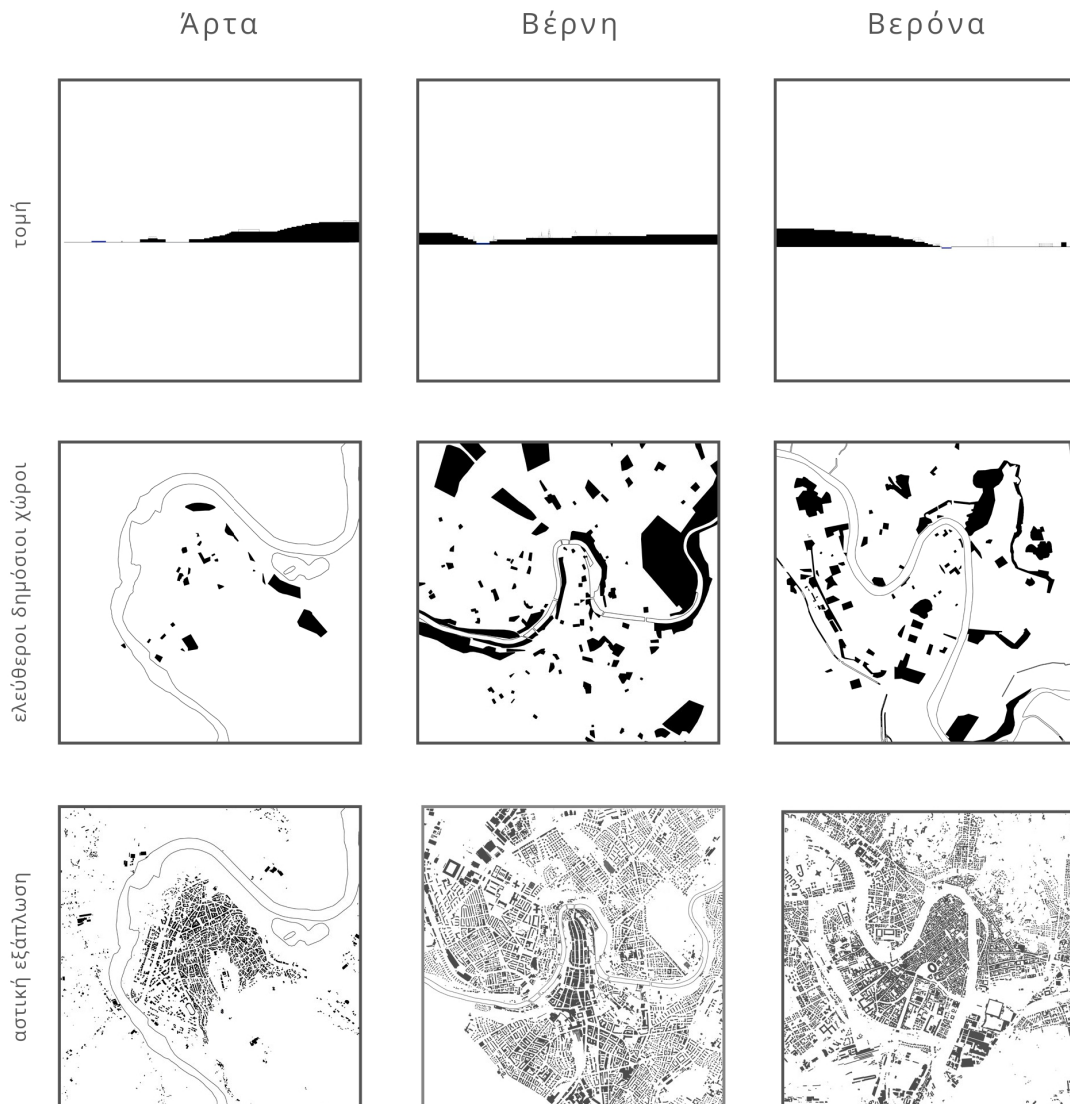 Άρτα
Βέρνη
Βερόνα
τομή
ελεύθεροι δημόσιοι χώροι
αστική εξάπλωση